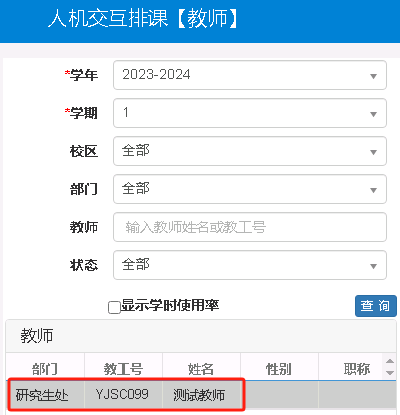 人机交互排课【教师】
*学年 2023-2024
*学期 1
校区 全部
部门 全部
教师 输入教师姓名或教工号
状态 全部
显示学时使用率 查 询
教师
部门 教工号 姓名 性别 职称
研究生处 YJSC099 测试教师